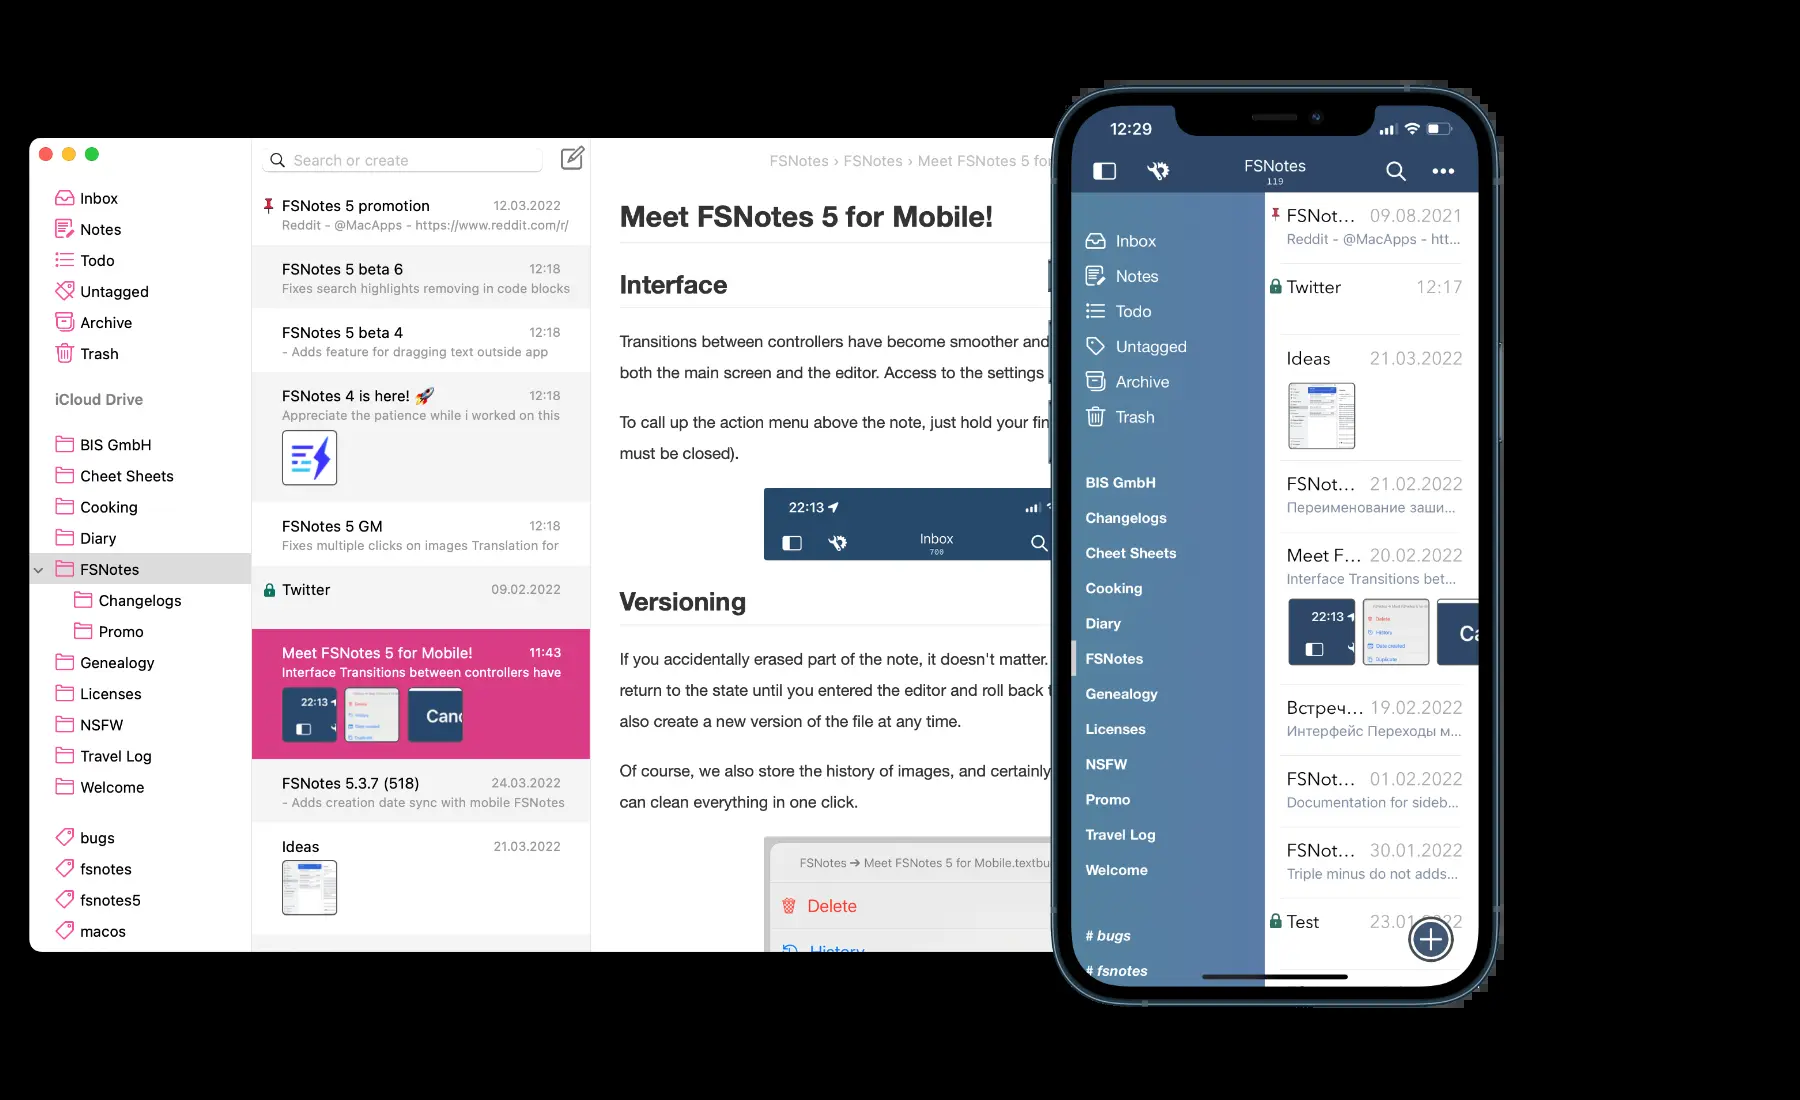 Inbox
Notes
Todo
Untagged
Archive
Trash
iCloud Drive
BIS GmbH
Cheet Sheets
Cooking
Diary
FSNotes
Changelogs
Promo
Genealogy
Licenses
NSFW
Travel Log
Welcome
bugs
fsnotes
fsnotes5
macos
Search or create
FSNotes 5 promotion 12.03.2022
Reddit - @MacApps - https://www.reddit.com/r/
FSNotes 5 beta 6 12:18
Fixes search highlights removing in code blocks
FSNotes 5 beta 4 12:18
- Adds feature for dragging text outside app
FSNotes 4 is here! 🚀 12:18
Appreciate the patience while i worked on this
FSNotes 5 GM 12:18
Fixes multiple clicks on images Translation for
Twitter 09.02.2022
Meet FSNotes 5 for Mobile! 11:43
Interface Transitions between controllers have
22:13
Canc
FSNotes 5.3.7 (518) 24.03.2022
- Adds creation date sync with mobile FSNotes
Ideas 21.03.2022
FSNotes › FSNotes › Meet FSNotes 5 for
Meet FSNotes 5 for Mobile!
Interface
Transitions between controllers have become smoother and
both the main screen and the editor. Access to the settings
To call up the action menu above the note, just hold your fin
must be closed).
22:13
Inbox
700
Versioning
If you accidentally erased part of the note, it doesn't matter.
return to the state until you entered the editor and roll back t
also create a new version of the file at any time.
Of course, we also store the history of images, and certainly
can clean everything in one click.
FSNotes → Meet FSNotes 5 for Mobile.textbu
Delete
History
12:29
FSNotes
119
Inbox
Notes
Todo
Untagged
Archive
Trash
BIS GmbH
Changelogs
Cheet Sheets
Cooking
Diary
FSNotes
Genealogy
Licenses
NSFW
Promo
Travel Log
Welcome
# bugs
# fsnotes
FSNot... 09.08.2021
Reddit - @MacApps - htt...
Twitter 12:17
Ideas 21.03.2022
FSNot... 21.02.2022
Переименование заши...
Meet F... 20.02.2022
Interface Transitions bet...
22:13
Delete
History
Date created
Duplicate
Ca
Встреч... 19.02.2022
Интерфейс Переходы м...
FSNot... 01.02.2022
Documentation for sideb...
FSNot... 30.01.2022
Triple minus do not adds...
Test 23.01.2022